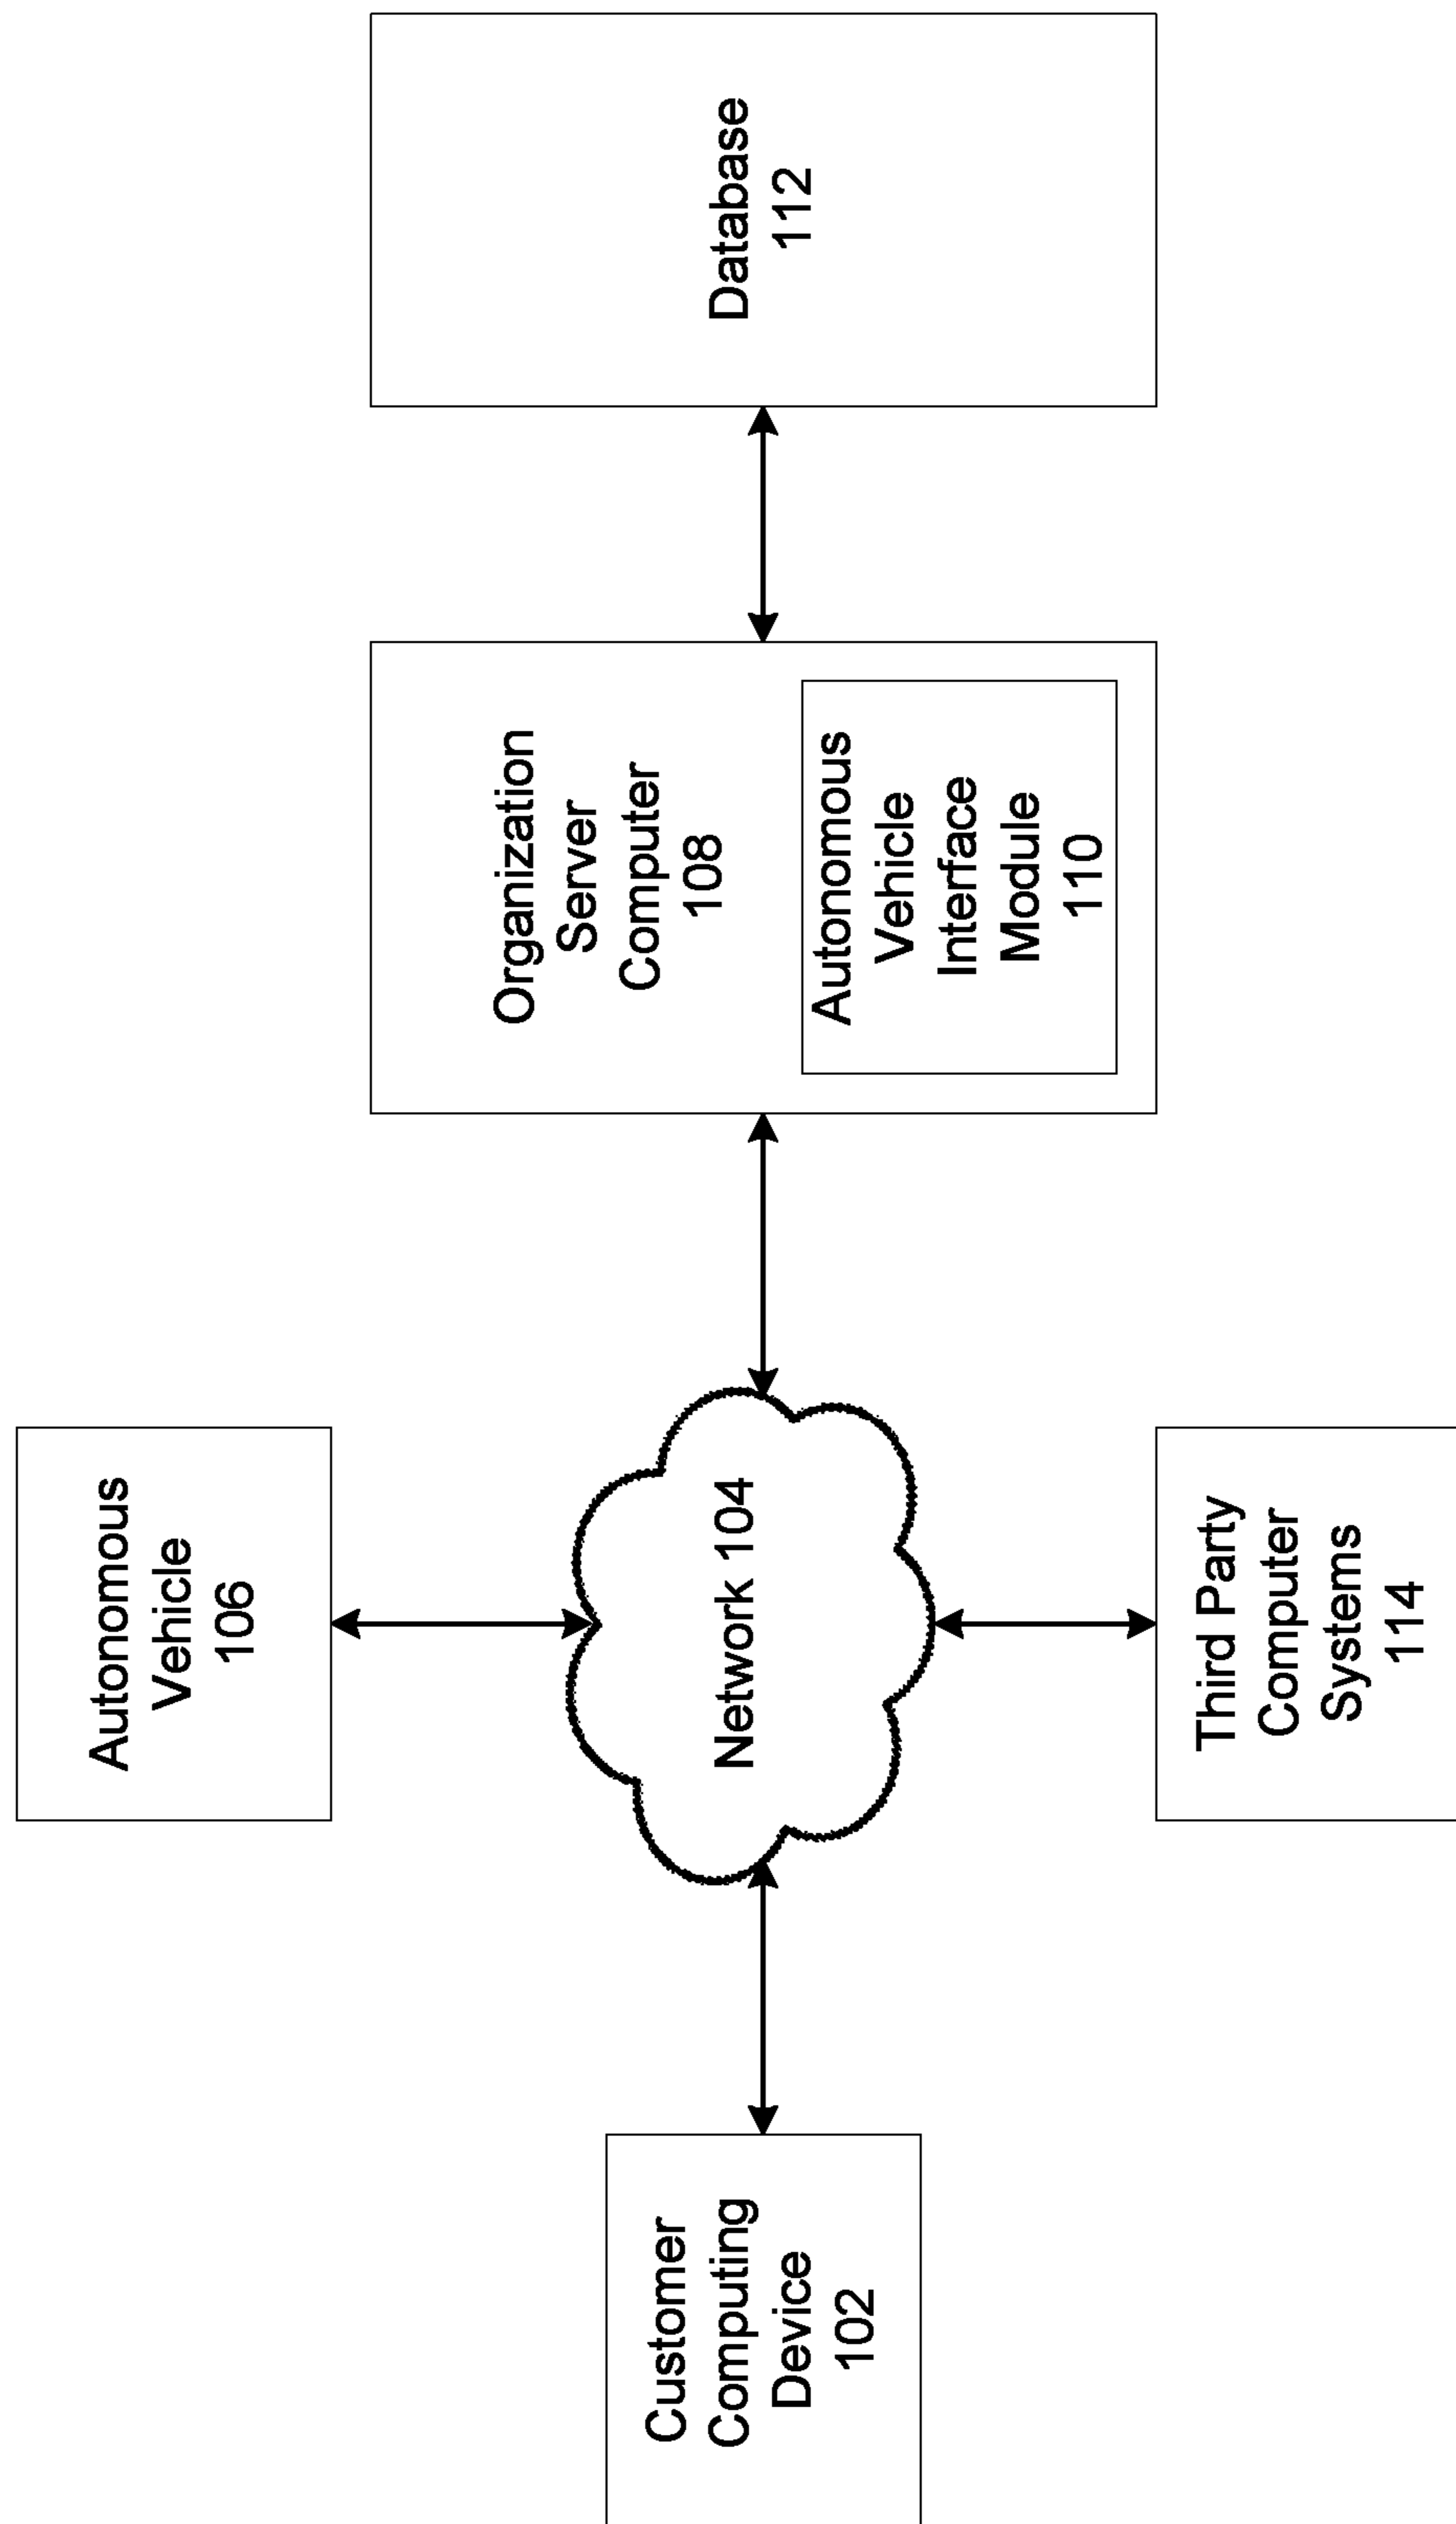 Autonomous
Vehicle
106
Customer
Computing
Device
102
Network 104
Organization
Server
Computer
108
Autonomous
Vehicle
Interface
Module
110
Database
112
Third Party
Computer
Systems
114